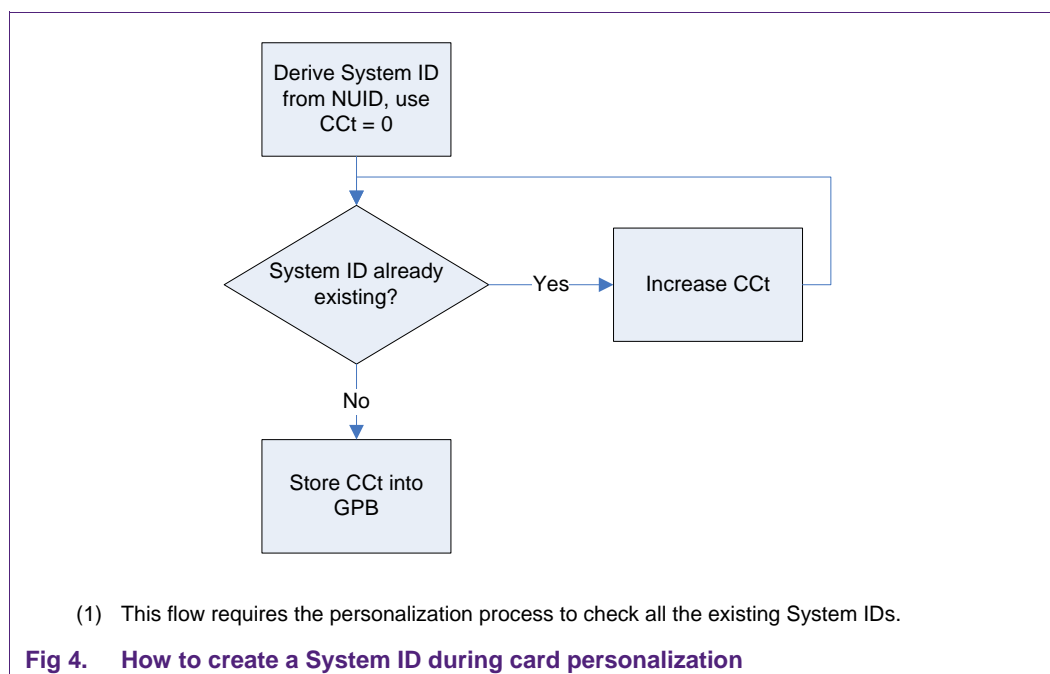 Derive System ID
from NUID, use
CCt = 0
System ID already
existing?
Yes
Increase CCt
No
Store CCt into
GPB
(1) This flow requires the personalization process to check all the existing System IDs.
Fig 4. How to create a System ID during card personalization